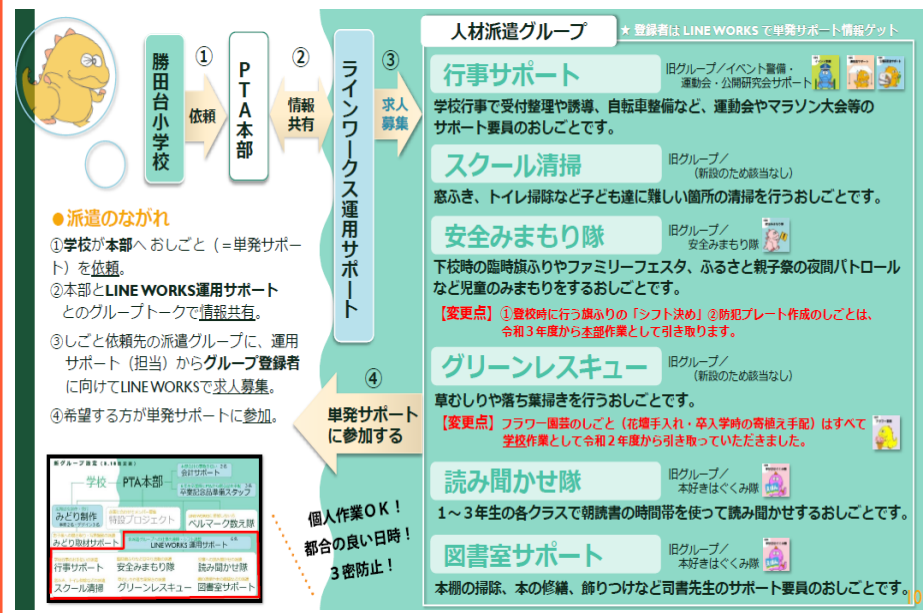 勝田台小学校
①
依頼
PTA本部
②
情報
共有
ラインワークス運用サポート
③
求人
募集
人材派遣グループ
★ 登録者は LINE WORKS で単発サポート情報ゲット
行事サポート
旧グループ／イベント警備・
運動会・公開研究会サポート
学校行事で受付整理や誘導、自転車整備など、運動会やマラソン大会等の
サポート要員のおしごとです。
スクール清掃
旧グループ／
(新設のため該当なし)
窓ふき、トイレ掃除など子ども達に難しい箇所の清掃を行うおしごとです。
安全みまもり隊
旧グループ／
安全みまもり隊
下校時の臨時旗ふりやファミリーフェスタ、ふるさと親子祭の夜間パトロール
など児童のみまもりをするおしごとです。
【変更点】①登校時に行う旗ふりの「シフト決め」②防犯プレート作成のしごとは、
令和３年度から本部作業として引き取ります。
グリーンレスキュー
旧グループ／
(新設のため該当なし)
草むしりや落ち葉掃きを行うおしごとです。
【変更点】フラワー園芸のしごと（花壇手入れ・卒入学時の寄植え手配）はすべて
学校作業として令和２年度から引き取っていただきました。
読み聞かせ隊
旧グループ／
本好きはぐくみ隊
１～３年生の各クラスで朝読書の時間帯を使って読み聞かせするおしごとです。
図書室サポート
旧グループ／
本好きはぐくみ隊
本棚の掃除、本の修繕、飾りつけなど司書先生のサポート要員のおしごとです。
●派遣のながれ
①学校が本部へ おしごと（＝単発サポー
ト）を依頼。
②本部とLINE WORKS運用サポート
とのグループトークで情報共有。
③しごと依頼先の派遣グループに、運用
サポート（担当）からグループ登録者
に向けてLINE WORKSで求人募集。
④希望する方が単発サポートに参加。
④
単発サポート
に参加する
個人作業ＯＫ！
都合の良い日時！
３密防止！
学校
PTA本部
会計サポート
卒業記念品準備スタッフ
みどり制作
特設プロジェクト
ベルマーク数え隊
みどり取材サポート
LINE WORKS 運用サポート
行事サポート
安全みまもり隊
読み聞かせ隊
スクール清掃
グリーンレスキュー
図書室サポート
10